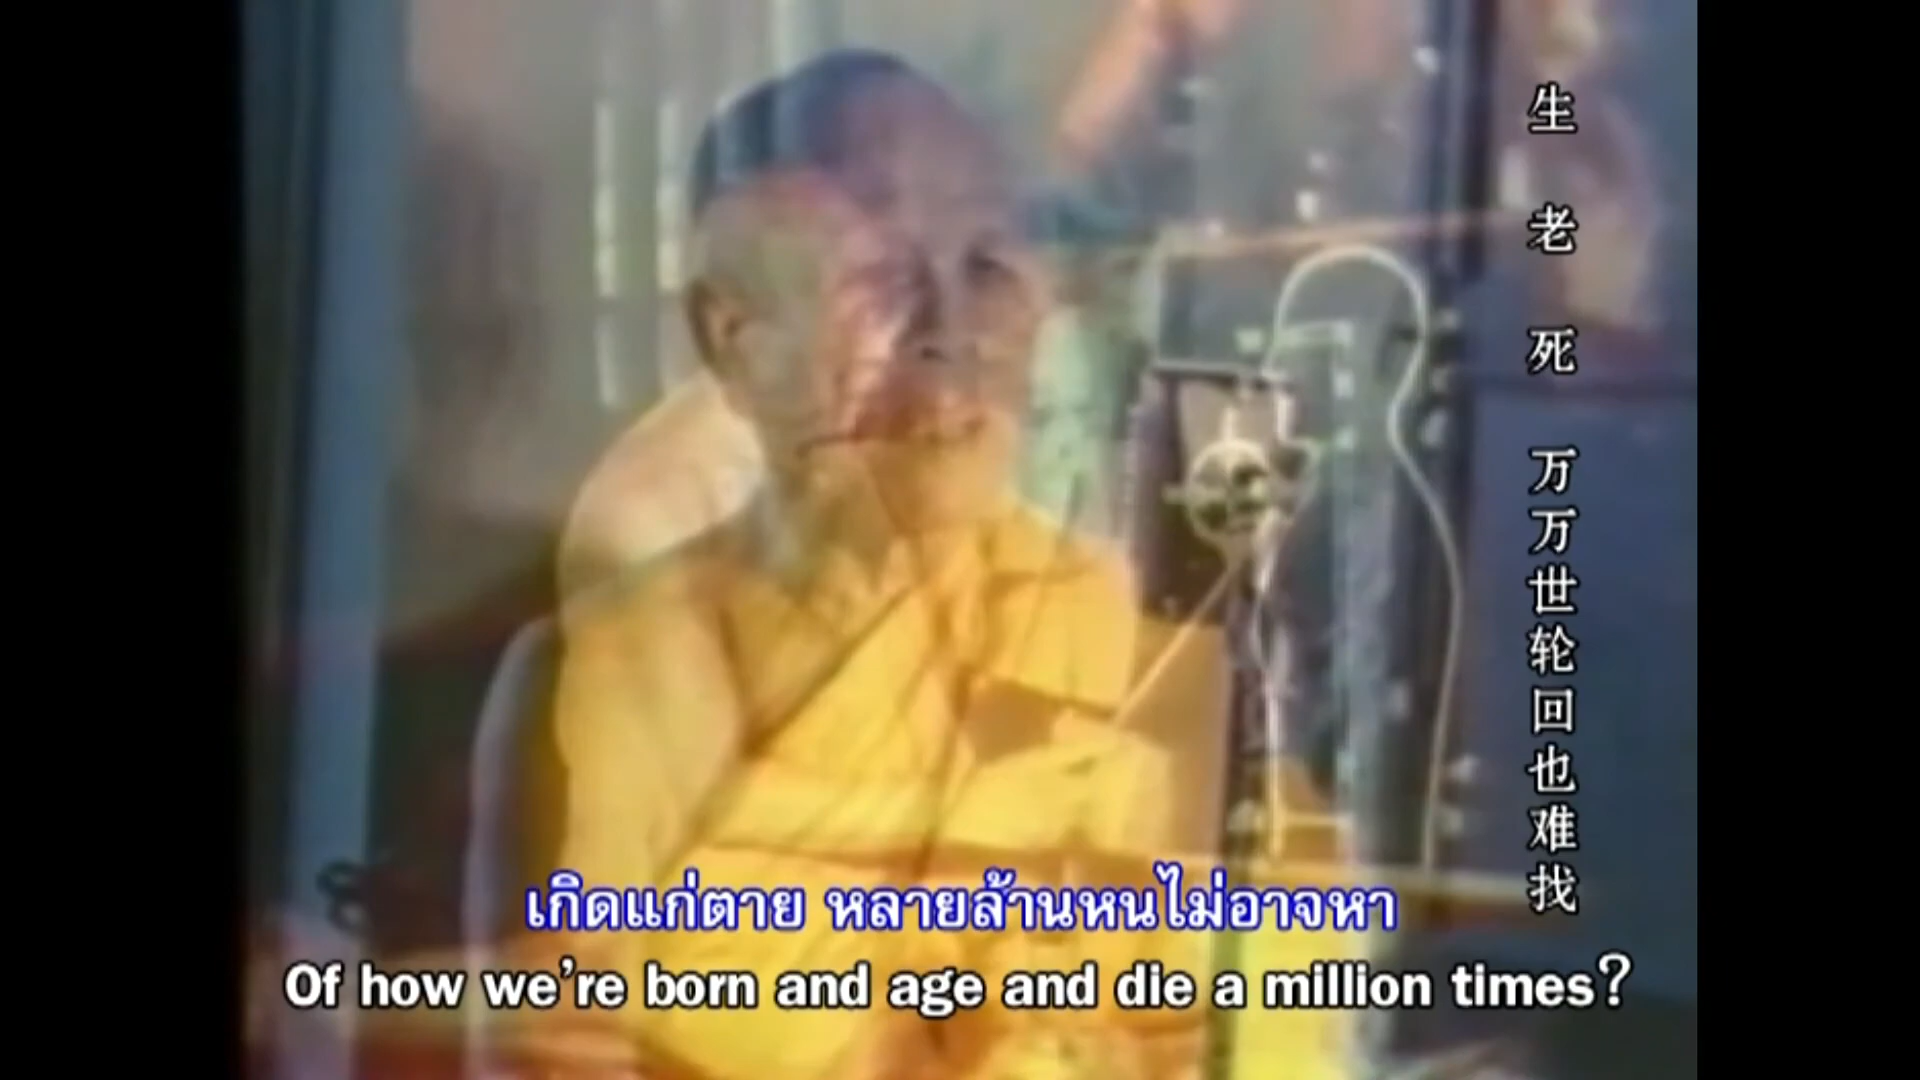 生 老 死 万万世轮回也难找
เกิดแก่ตาย หลายล้านหนไม่อาจหา
Of how we're born and age and die a million times?